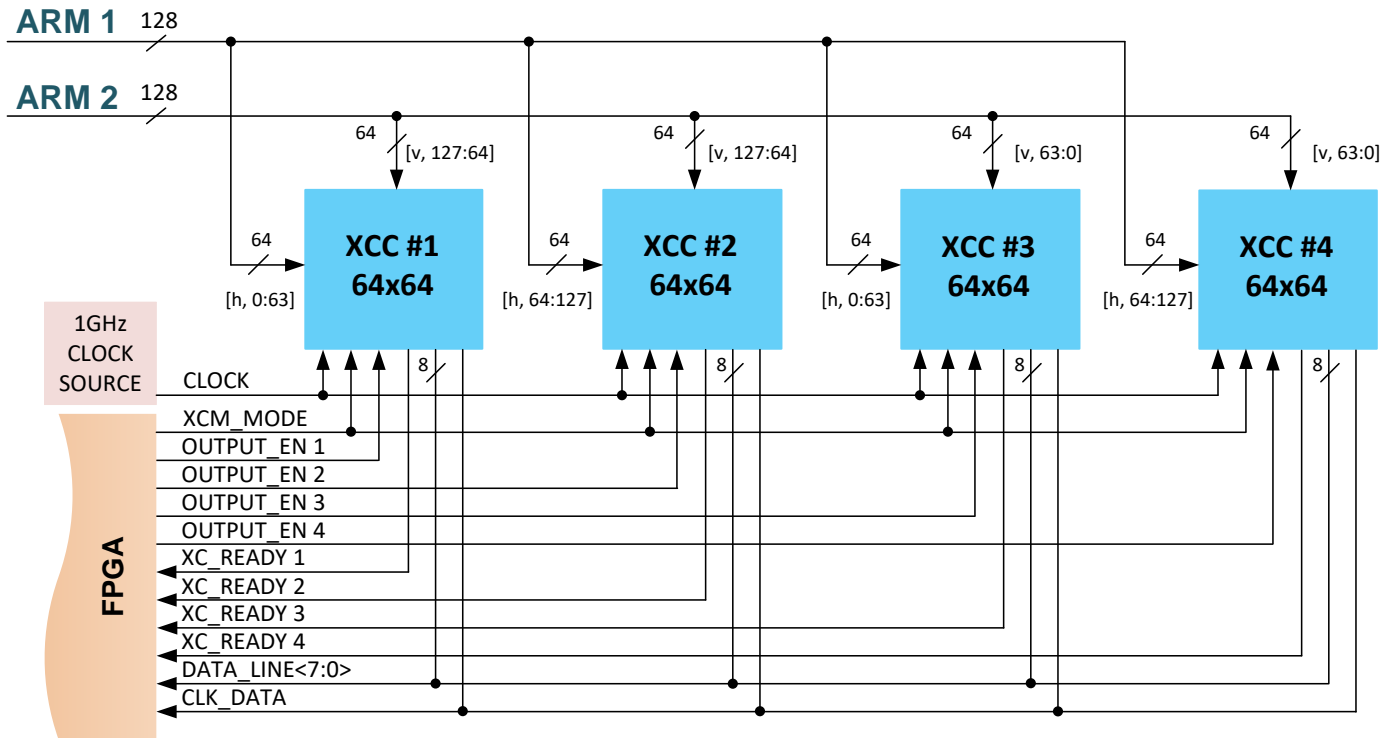 ARM 1 128
ARM 2 128
64 64 64 64
[v, 127:64] [v, 127:64] [v, 63:0] [v, 63:0]
XCC #1 XCC #2 XCC #3 XCC #4
64 64 64 64
64x64 64x64 64x64 64x64
[h, 0:63] [h, 64:127] [h, 0:63] [h, 64:127]
1GHz
CLOCK
SOURCE
8 8 8 8
CLOCK
XCM_MODE
OUTPUT_EN 1
OUTPUT_EN 2
OUTPUT_EN 3
OUTPUT_EN 4
FPGA
XC_READY 1
XC_READY 2
XC_READY 3
XC_READY 4
DATA_LINE<7:0>
CLK_DATA